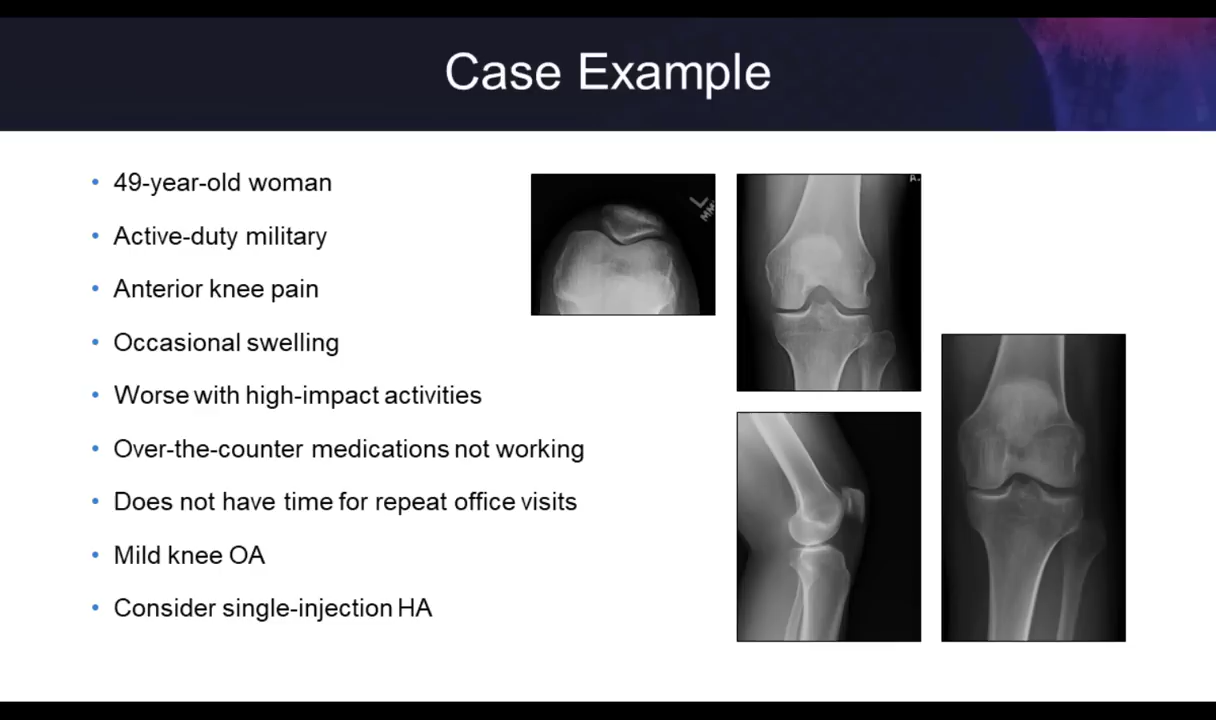 Case Example
• 49-year-old woman
• Active-duty military
• Anterior knee pain
• Occasional swelling
• Worse with high-impact activities
• Over-the-counter medications not working
• Does not have time for repeat office visits
• Mild knee OA
• Consider single-injection HA
L